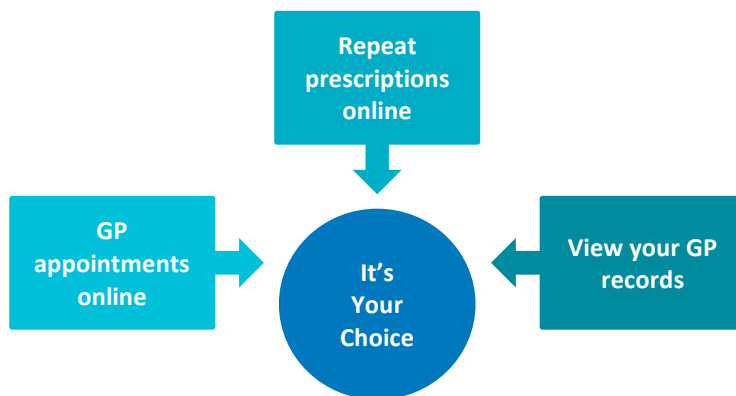 Repeat
prescriptions
online
GP
appointments
online
It’s
Your
Choice
View your GP
records